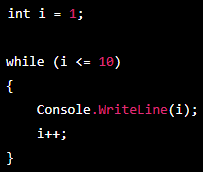 int i = 1;

while (i <= 10)
{
    Console.WriteLine(i);
    i++;
}